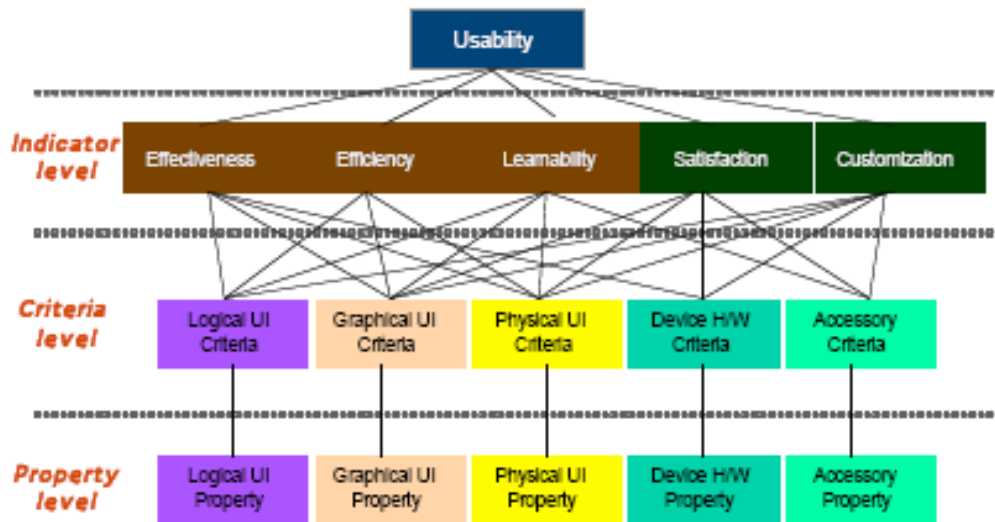 Usability
Indicator
level
Effectiveness
Efficiency
Learnability
Satisfaction
Customization
Criteria
level
Logical UI
Criteria
Graphical UI
Criteria
Physical UI
Criteria
Device H/W
Criteria
Accessory
Criteria
Property
level
Logical UI
Property
Graphical UI
Property
Physical UI
Property
Device H/W
Property
Accessory
Property